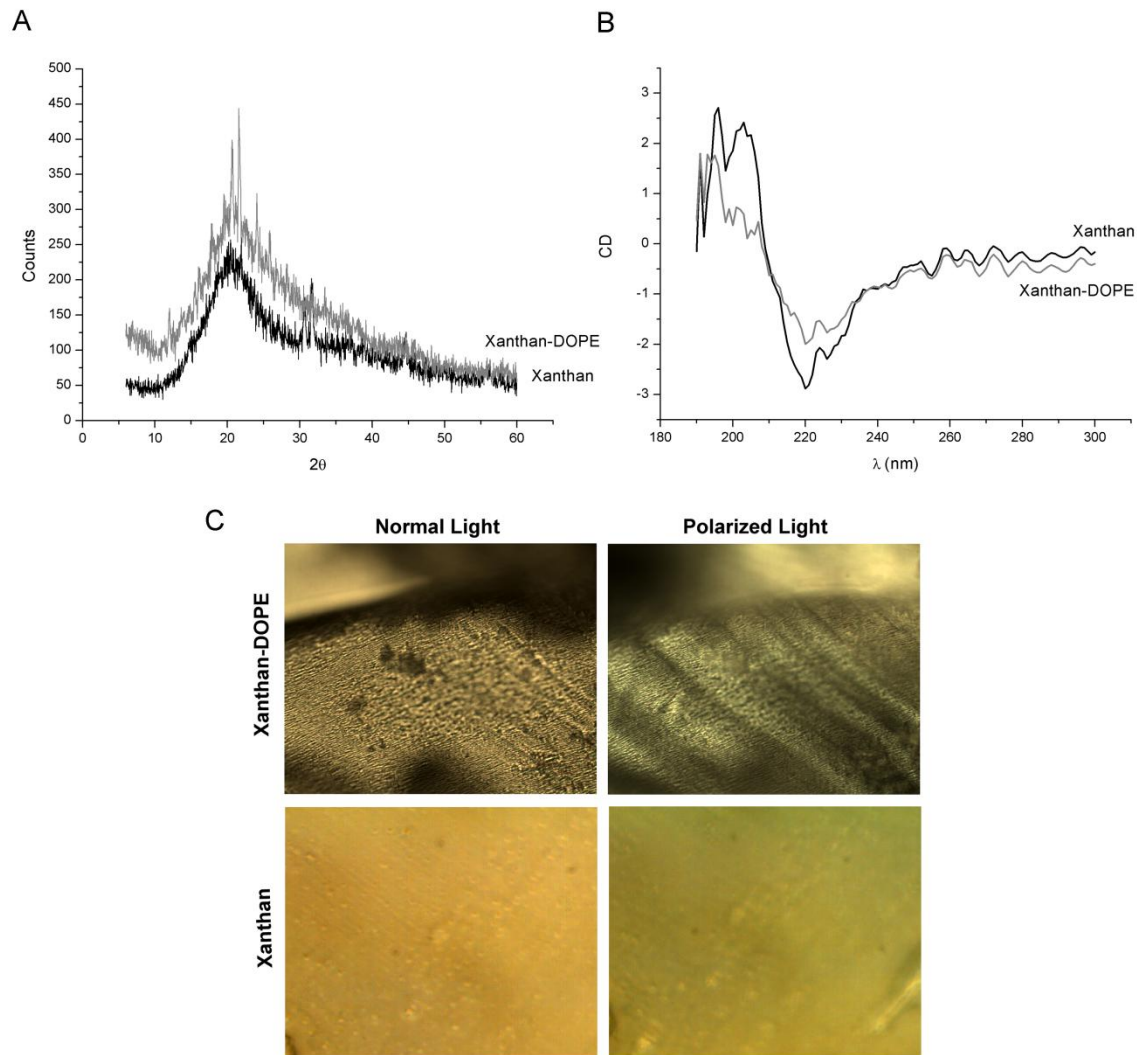 A
500
450
400
350
300
250
200
150
100
50
0
Counts
0 10 20 30 40 50 60
2θ
Xanthan-DOPE
Xanthan
B
3
2
1
0
-1
-2
-3
CD
180 200 220 240 260 280 300
λ (nm)
Xanthan
Xanthan-DOPE
C
Normal Light
Polarized Light
Xanthan-DOPE
Xanthan